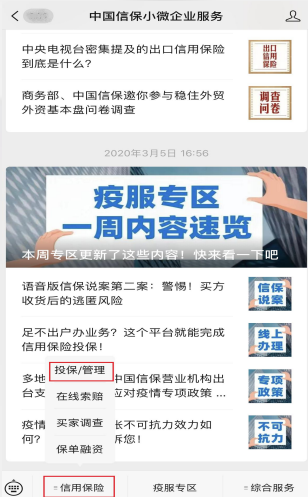 中国信保小微企业服务
中央电视台密集提及的出口信用保险
到底是什么？
出口
信用
保险
商务部、中国信保邀你参与稳住外贸
外资基本盘问卷调查
调查
问卷
2020年3月5日 16:56
疫服专区
一周内容速览
本周专区更新了这些内容！快来看一下吧
语音版信保说案第二案：警惕！买方
收货后的逃匿风险
信保
说案
足不出户办业务？这个平台就能完成
信用保险投保！
线上
办理
多地
中国信保营业机构出
台支
应对疫情专项政策 ...
专项
政策
疫情
长不可抗力效力如
何？
诉您！
不可
抗力
投保/管理
在线索赔
买家调查
保单融资
信用保险
疫服专区
综合服务